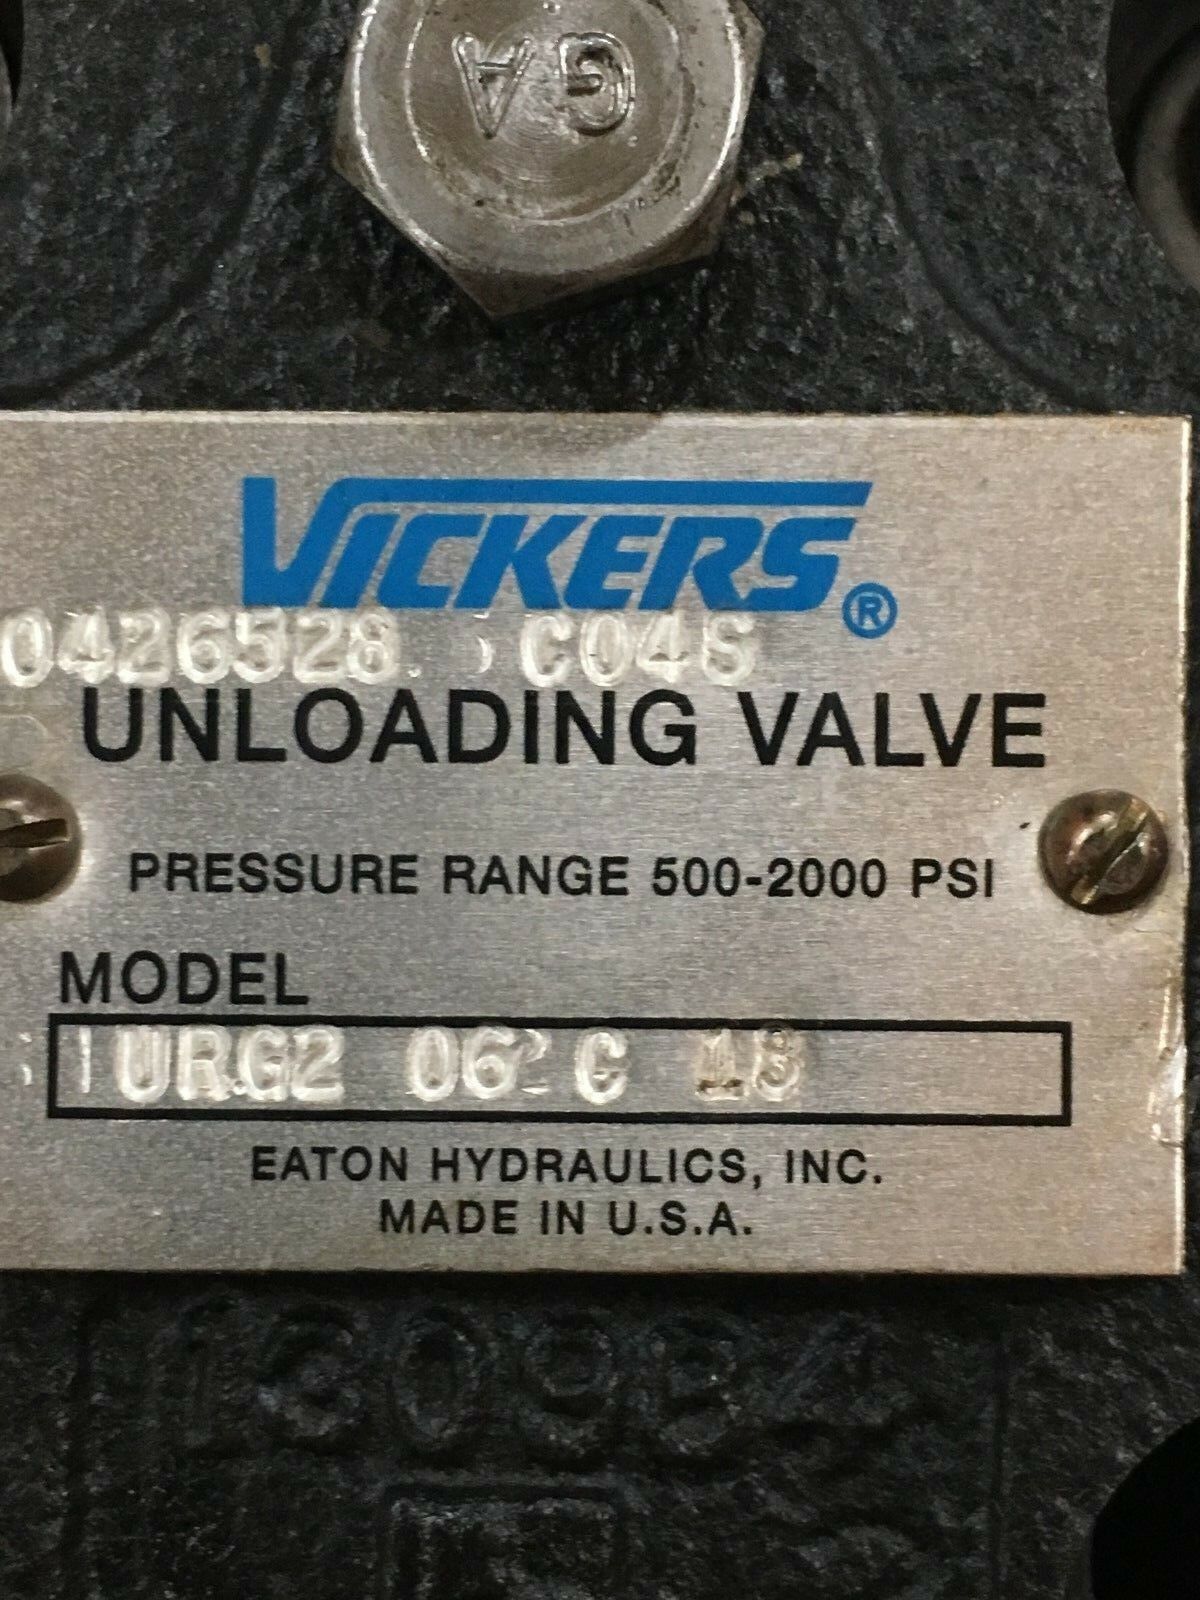 GA
VICKERS®
0426528 C04S
UNLOADING VALVE
PRESSURE RANGE 500-2000 PSI
MODEL
URG2 06 C 13
EATON HYDRAULICS, INC.
MADE IN U.S.A.